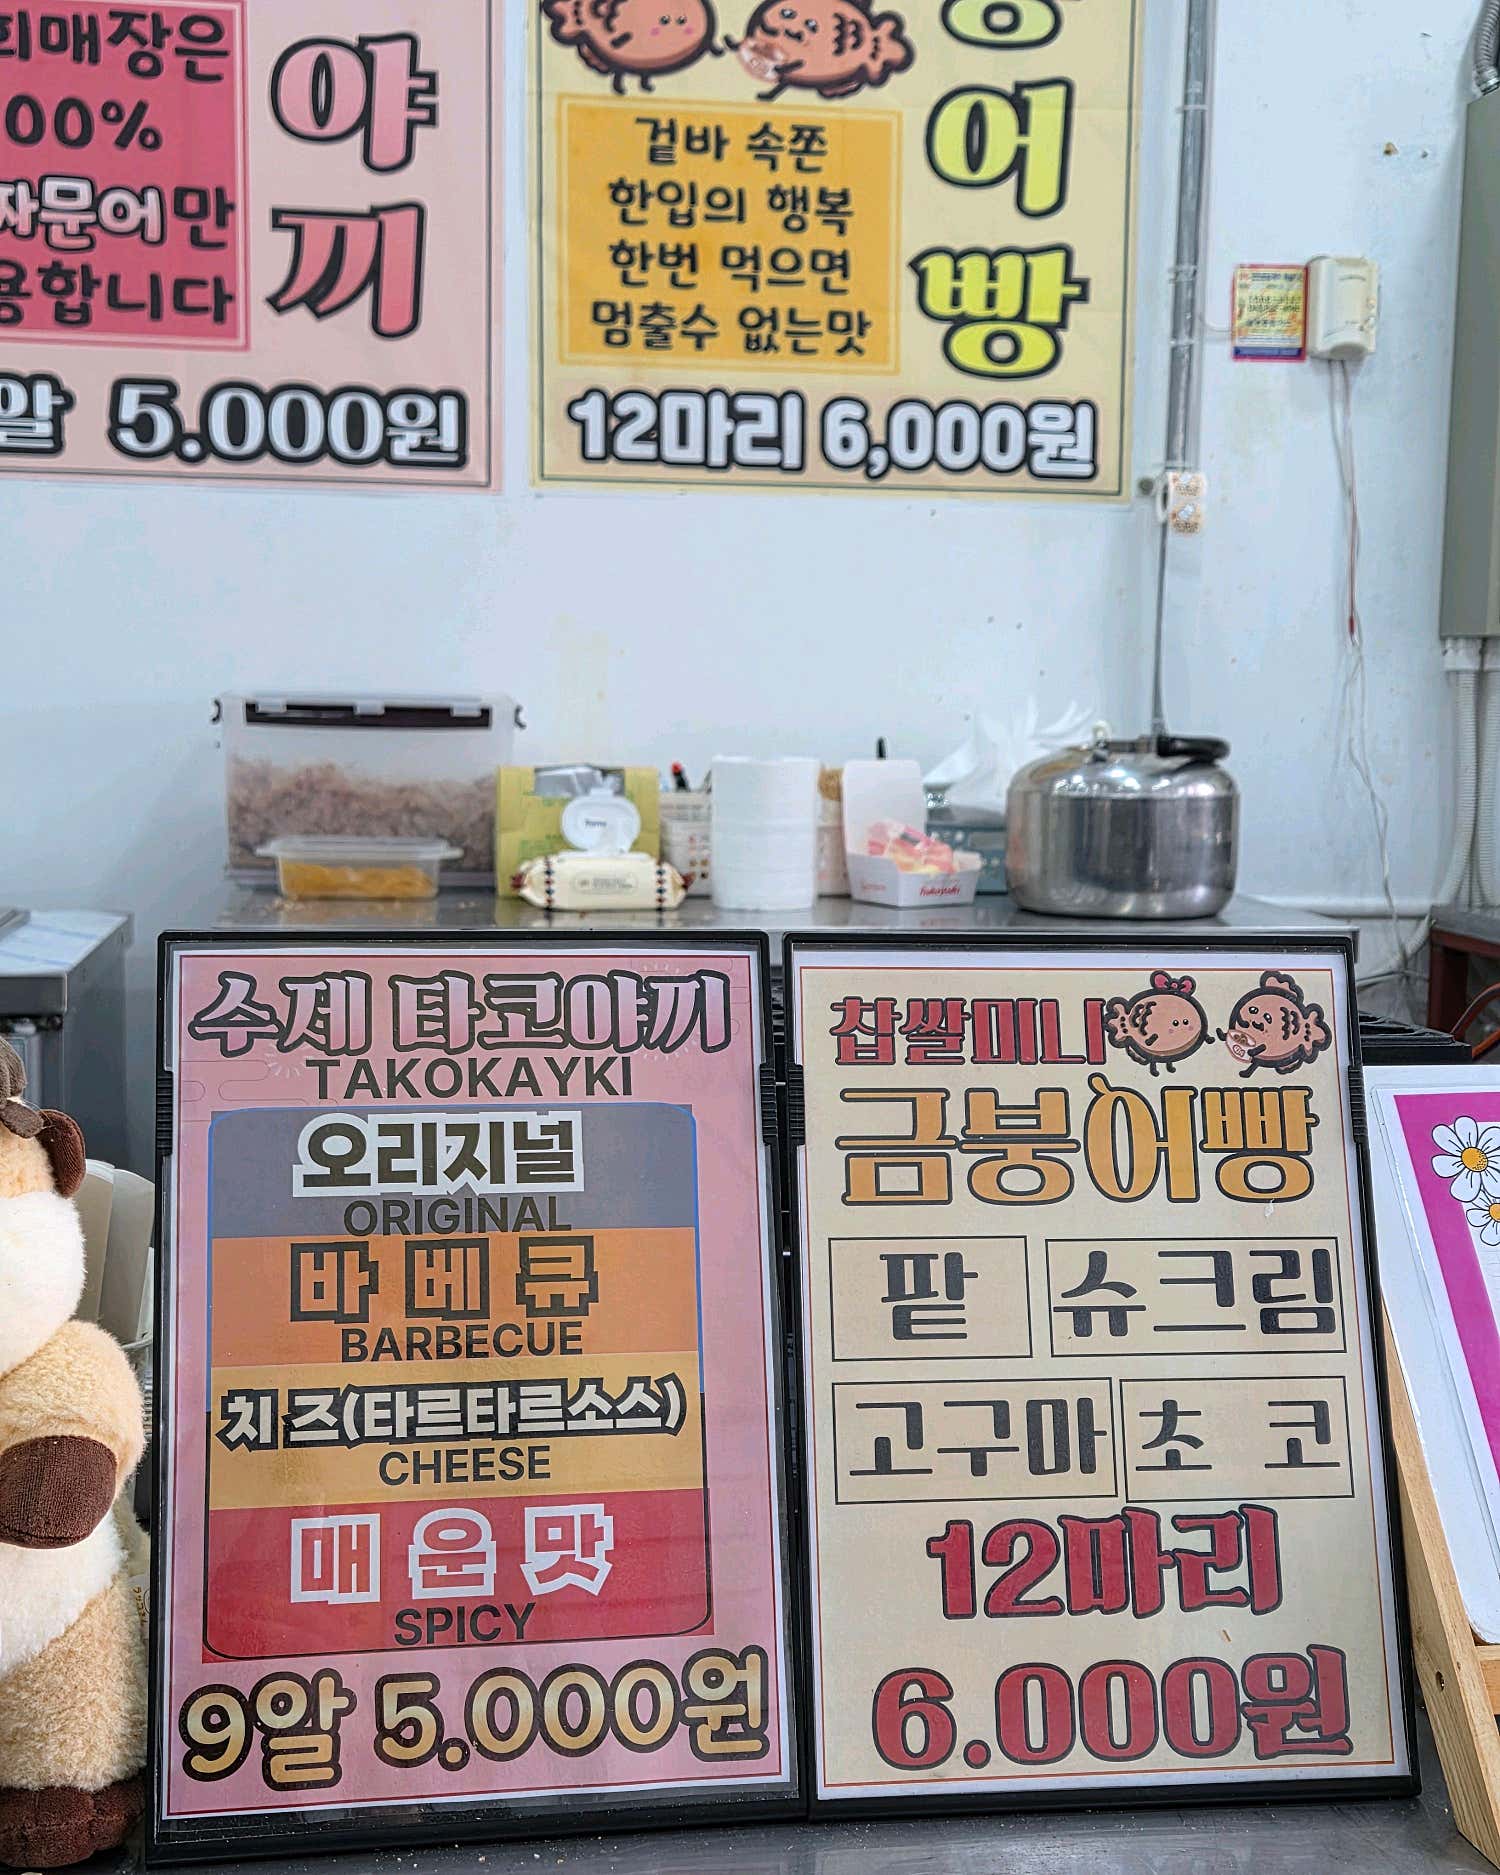 피매장은
00%
짜문어만
용합니다
야
끼
알 5.000원
겉바 속쫀
한입의 행복
한번 먹으면
멈출수 없는맛
어
빵
12마리 6,000원
수제 타코야끼
TAKOKAYKI
오리지널
ORIGINAL
바베큐
BARBECUE
치즈(타르타르소스)
CHEESE
매운맛
SPICY
9알 5.000원
찹쌀미니
금붕어빵
팥 슈크림
고구마 초코
12마리
6.000원